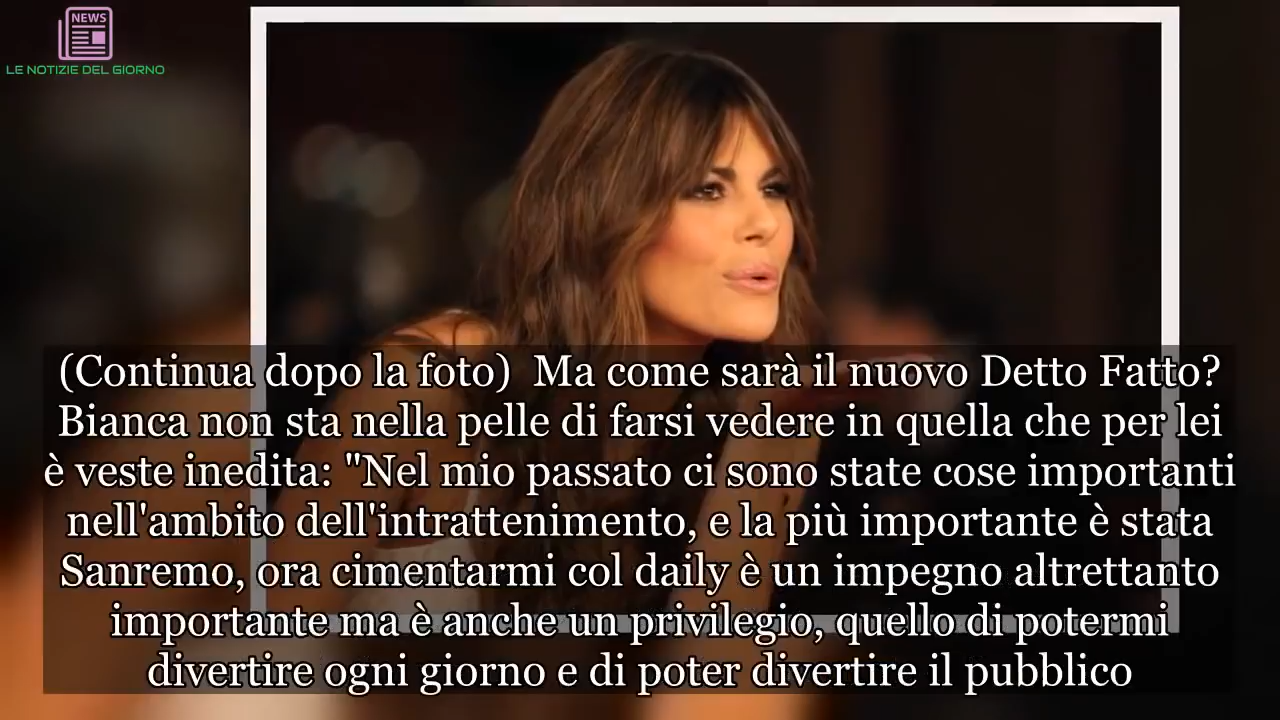 NEWS
LE NOTIZIE DEL GIORNO
(Continua dopo la foto)  Ma come sarà il nuovo Detto Fatto?
Bianca non sta nella pelle di farsi vedere in quella che per lei
è veste inedita: "Nel mio passato ci sono state cose importanti
nell'ambito dell'intrattenimento, e la più importante è stata
Sanremo, ora cimentarmi col daily è un impegno altrettanto
importante ma è anche un privilegio, quello di potermi
divertire ogni giorno e di poter divertire il pubblico